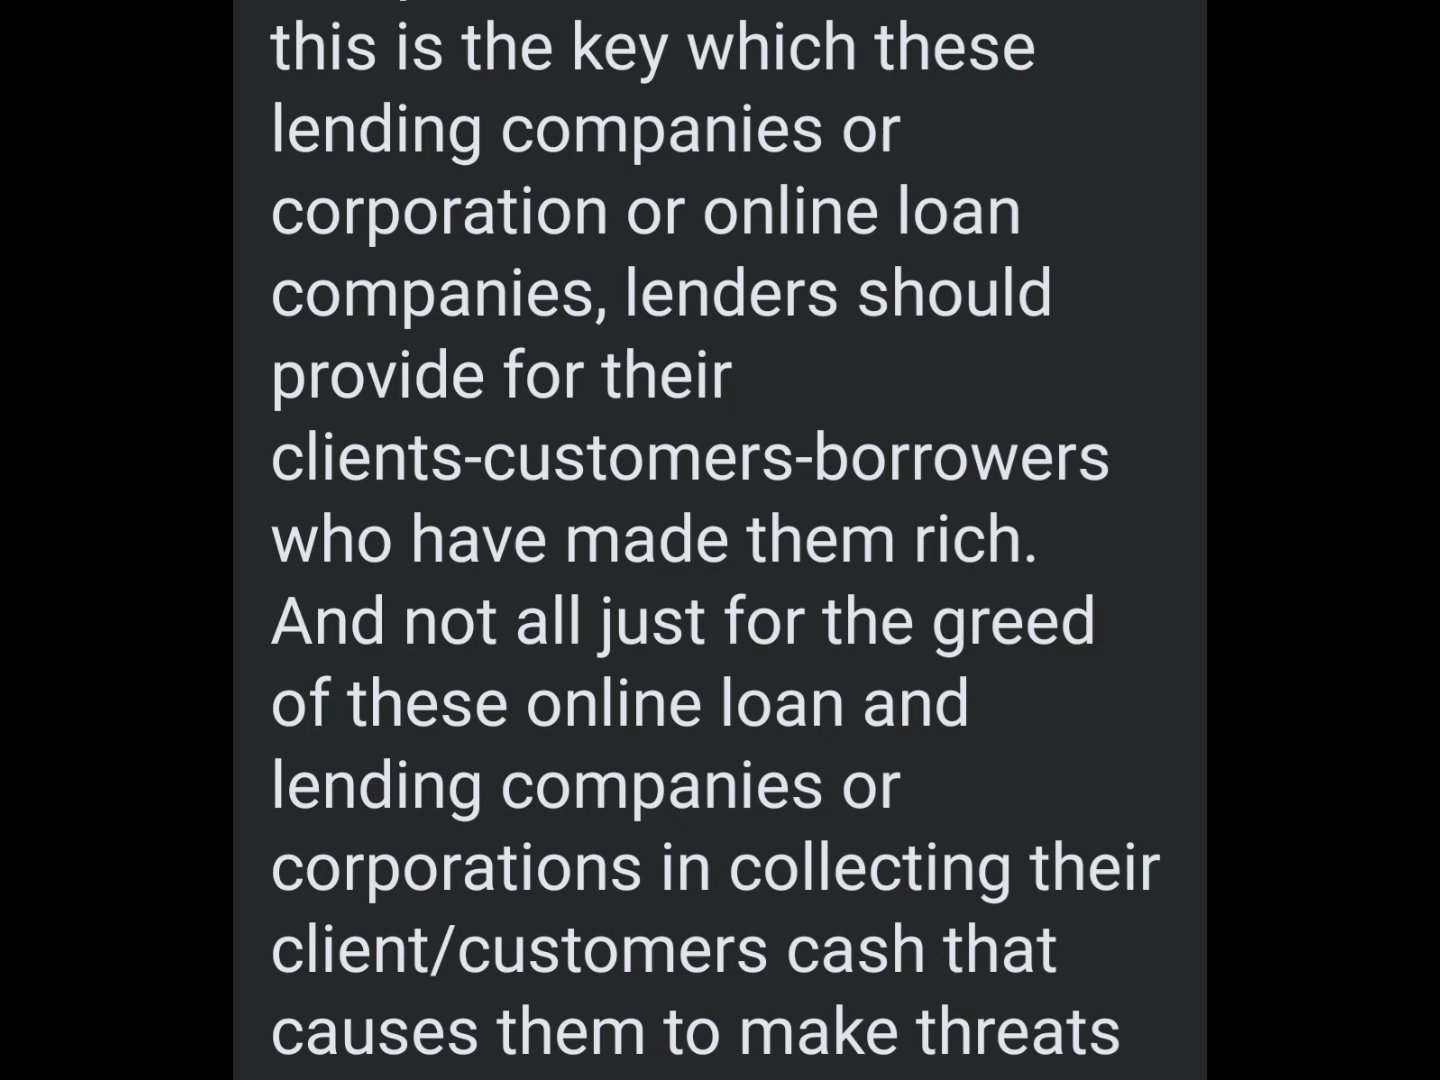 this is the key which these
lending companies or
corporation or online loan
companies, lenders should
provide for their
clients-customers-borrowers
who have made them rich.
And not all just for the greed
of these online loan and
lending companies or
corporations in collecting their
client/customers cash that
causes them to make threats